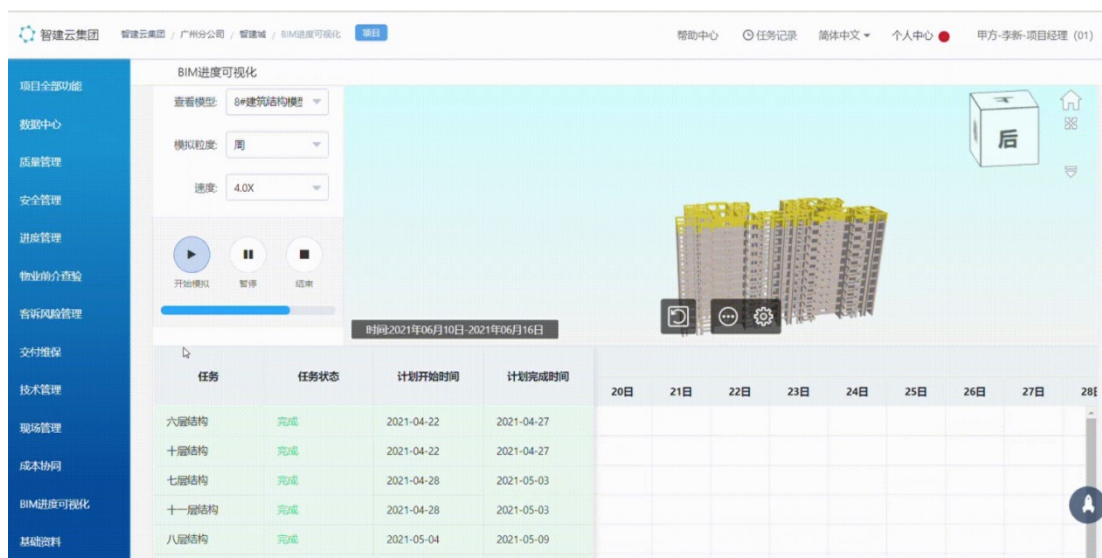 智建云集团
智建云集团 / 广州分公司 / 智建城 / BIM进度可视化 项目
帮助中心 任务记录 简体中文 个人中心 甲方-李新-项目经理 (01)
项目全部功能
数据中心
质量管理
安全管理
进度管理
物业前介查验
客诉风险管理
交付维保
技术管理
现场管理
成本协同
BIM进度可视化
基础资料
BIM进度可视化
查看模型: 8#建筑结构模型
模拟粒度: 周
速度: 4.0X
开始模拟 暂停 结束
后
时间:2021年06月10日-2021年06月16日
任务 任务状态 计划开始时间 计划完成时间 20日 21日 22日 23日 24日 25日 26日 27日 28日
六层结构 完成 2021-04-22 2021-04-27
十层结构 完成 2021-04-22 2021-04-27
七层结构 完成 2021-04-28 2021-05-03
十一层结构 完成 2021-04-28 2021-05-03
八层结构 完成 2021-05-04 2021-05-09